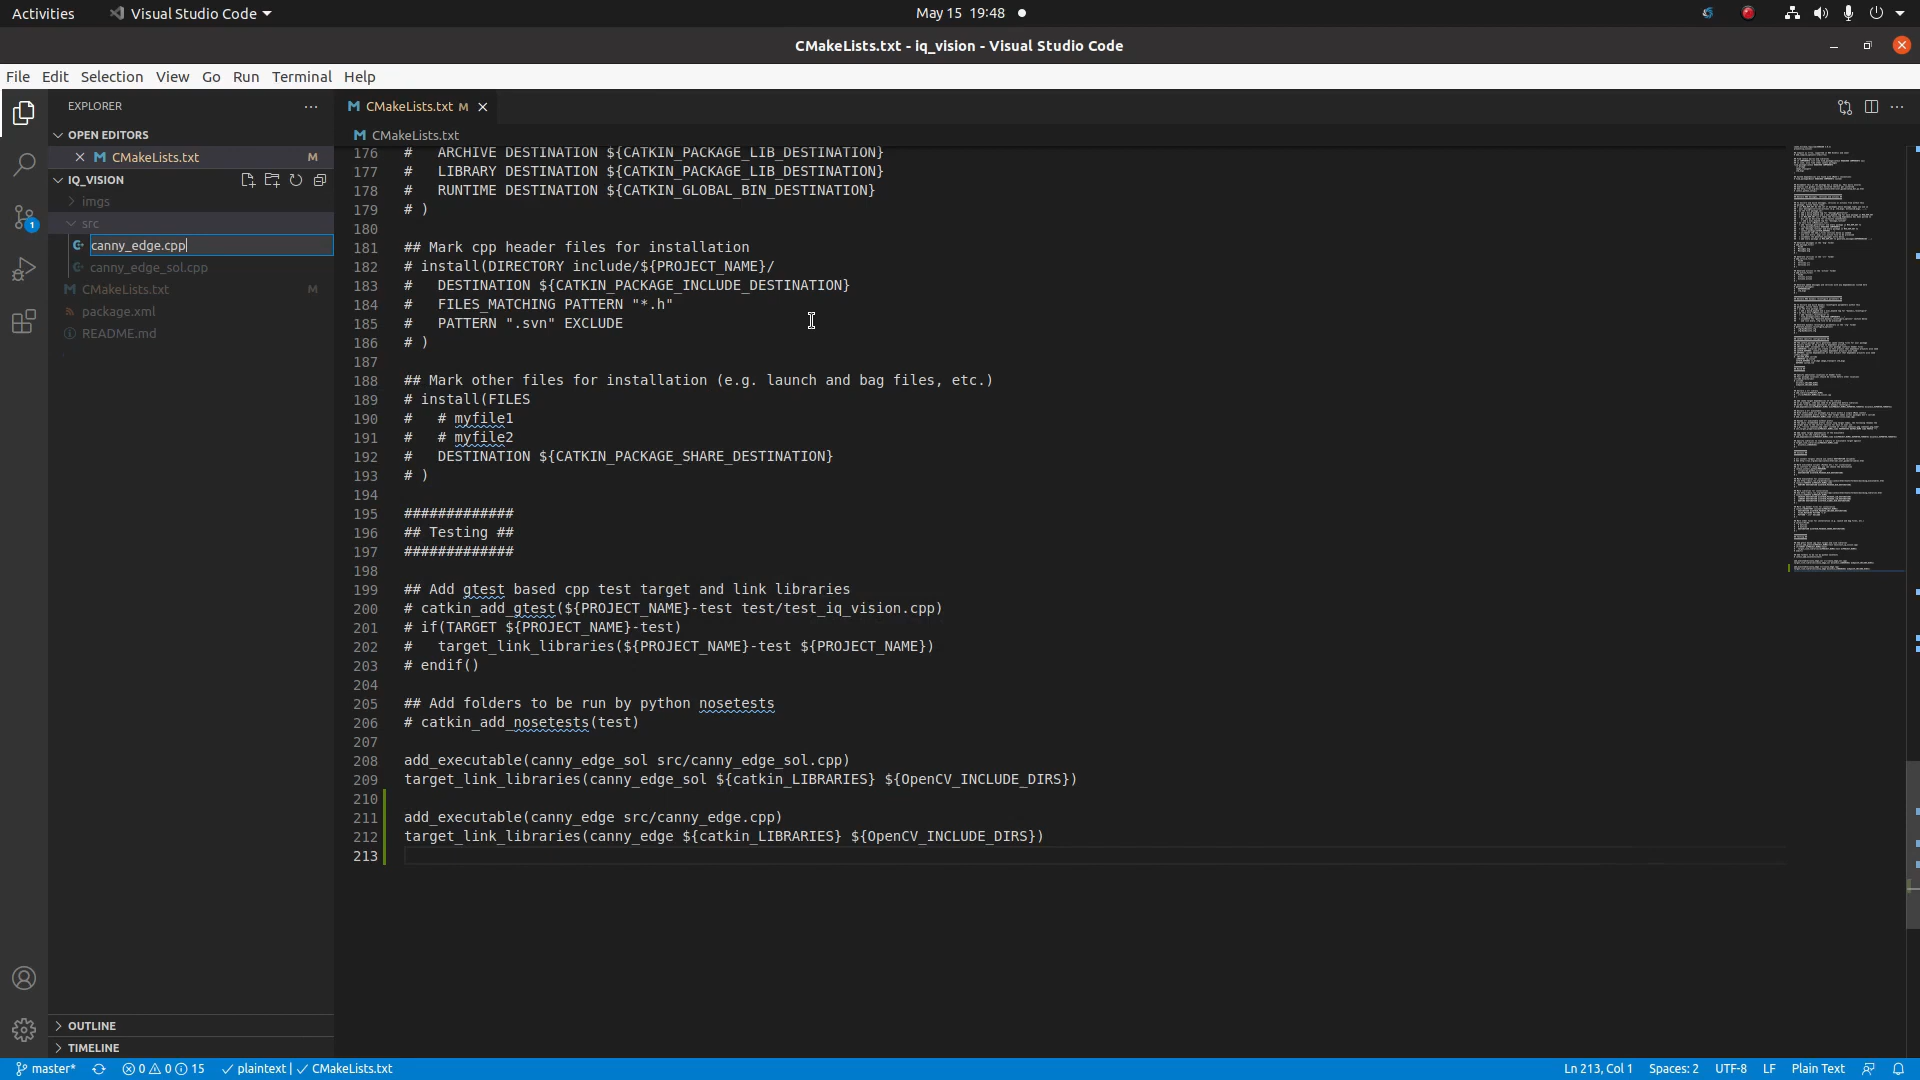 Activities
Visual Studio Code
May 15 19:48
CMakeLists.txt - iq_vision - Visual Studio Code
File Edit Selection View Go Run Terminal Help
EXPLORER
OPEN EDITORS
CMakeLists.txt M
IQ_VISION
imgs
src
canny_edge.cpp
canny_edge_sol.cpp
CMakeLists.txt M
package.xml
README.md
1
OUTLINE
TIMELINE
CMakeLists.txt M
CMakeLists.txt
176 #   ARCHIVE DESTINATION ${CATKIN_PACKAGE_LIB_DESTINATION}
177 #   LIBRARY DESTINATION ${CATKIN_PACKAGE_LIB_DESTINATION}
178 #   RUNTIME DESTINATION ${CATKIN_GLOBAL_BIN_DESTINATION}
179 # )
180
181 ## Mark cpp header files for installation
182 # install(DIRECTORY include/${PROJECT_NAME}/
183 #   DESTINATION ${CATKIN_PACKAGE_INCLUDE_DESTINATION}
184 #   FILES_MATCHING PATTERN "*.h"
185 #   PATTERN ".svn" EXCLUDE
186 # )
187
188 ## Mark other files for installation (e.g. launch and bag files, etc.)
189 # install(FILES
190 #   # myfile1
191 #   # myfile2
192 #   DESTINATION ${CATKIN_PACKAGE_SHARE_DESTINATION}
193 # )
194
195 #############
196 ## Testing ##
197 #############
198
199 ## Add gtest based cpp test target and link libraries
200 # catkin_add_gtest(${PROJECT_NAME}-test test/test_iq_vision.cpp)
201 # if(TARGET ${PROJECT_NAME}-test)
202 #   target_link_libraries(${PROJECT_NAME}-test ${PROJECT_NAME})
203 # endif()
204
205 ## Add folders to be run by python nosetests
206 # catkin_add_nosetests(test)
207
208 add_executable(canny_edge_sol src/canny_edge_sol.cpp)
209 target_link_libraries(canny_edge_sol ${catkin_LIBRARIES} ${OpenCV_INCLUDE_DIRS})
210
211 add_executable(canny_edge src/canny_edge.cpp)
212 target_link_libraries(canny_edge ${catkin_LIBRARIES} ${OpenCV_INCLUDE_DIRS})
213
master* 0 0 15 plaintext | CMakeLists.txt
Ln 213, Col 1 Spaces: 2 UTF-8 LF Plain Text